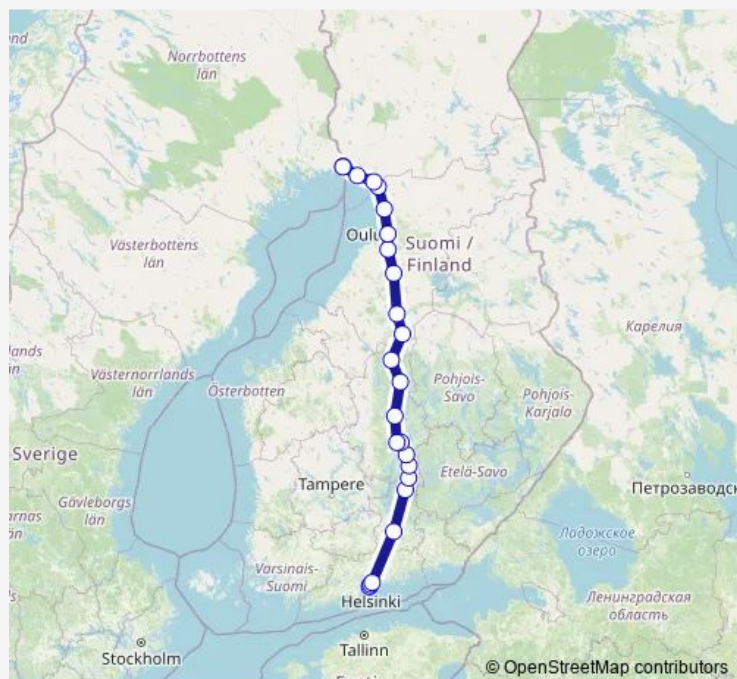 and
Norrbottens
län
Västerbottens
län
Oulu
Suomi /
Finland
Карелия
Västernorrlands
län
Österbotten
Pohjois-
Savo
Pohjois-
Karjala
Sverige
Tampere
Etelä-Savo
Петрозаводск
Gävleborgs
län
Ладожское
озеро
Varsinais-
Suomi
Helsinki
Ленинградская
область
Stockholm
Tallinn
© OpenStreetMap contributors